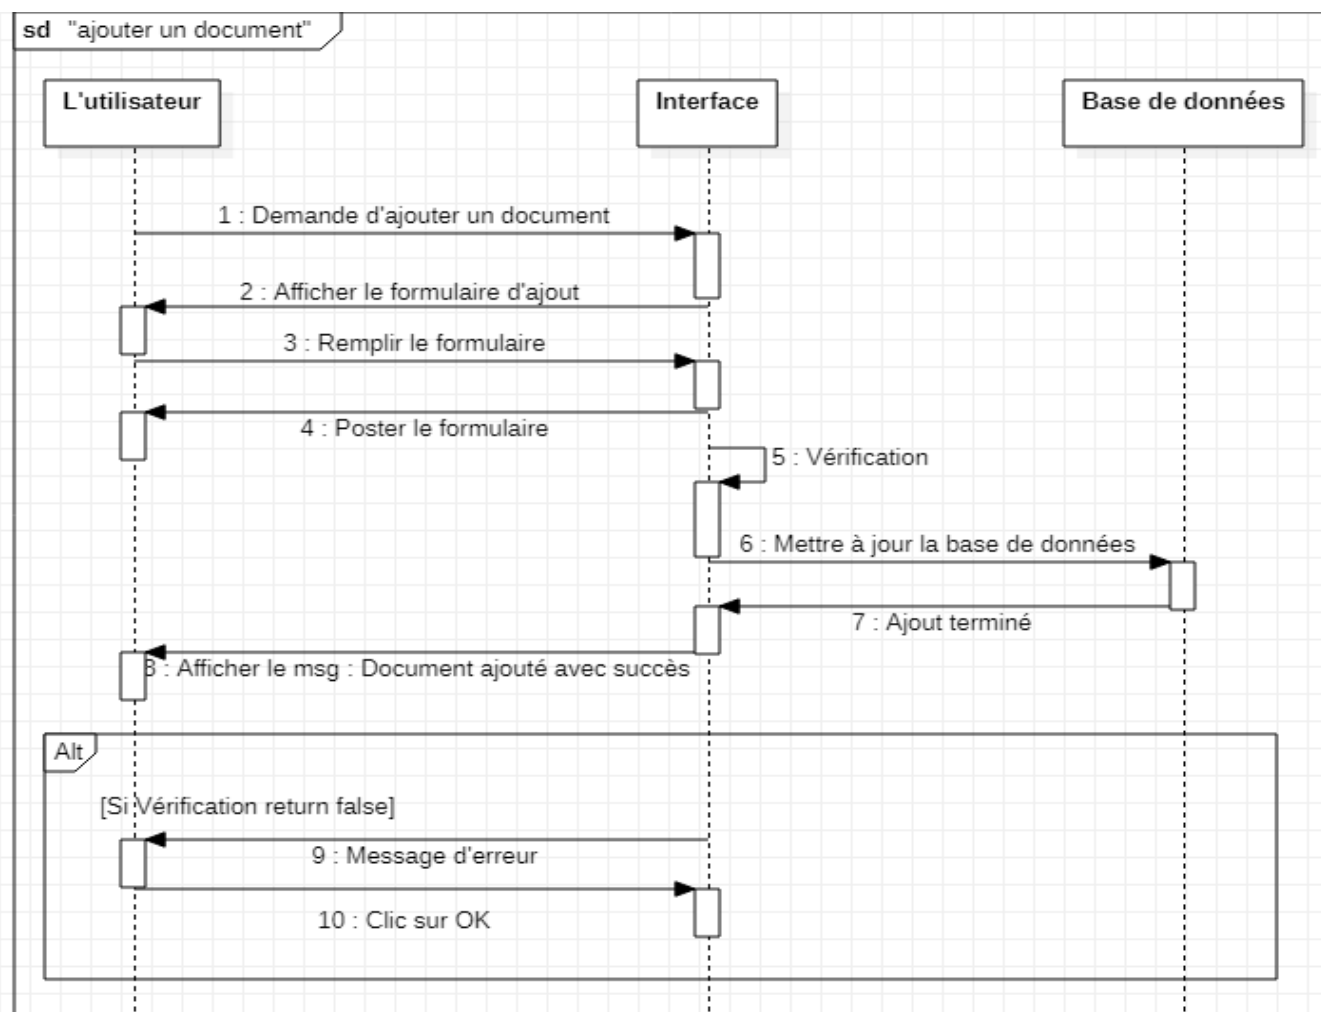 sd "ajouter un document"
L'utilisateur
Interface
Base de données
1 : Demande d'ajouter un document
2 : Afficher le formulaire d'ajout
3 : Remplir le formulaire
4 : Poster le formulaire
5 : Vérification
6 : Mettre à jour la base de données
7 : Ajout terminé
8 : Afficher le msg : Document ajouté avec succès
Alt
[Si Vérification return false]
9 : Message d'erreur
10 : Clic sur OK